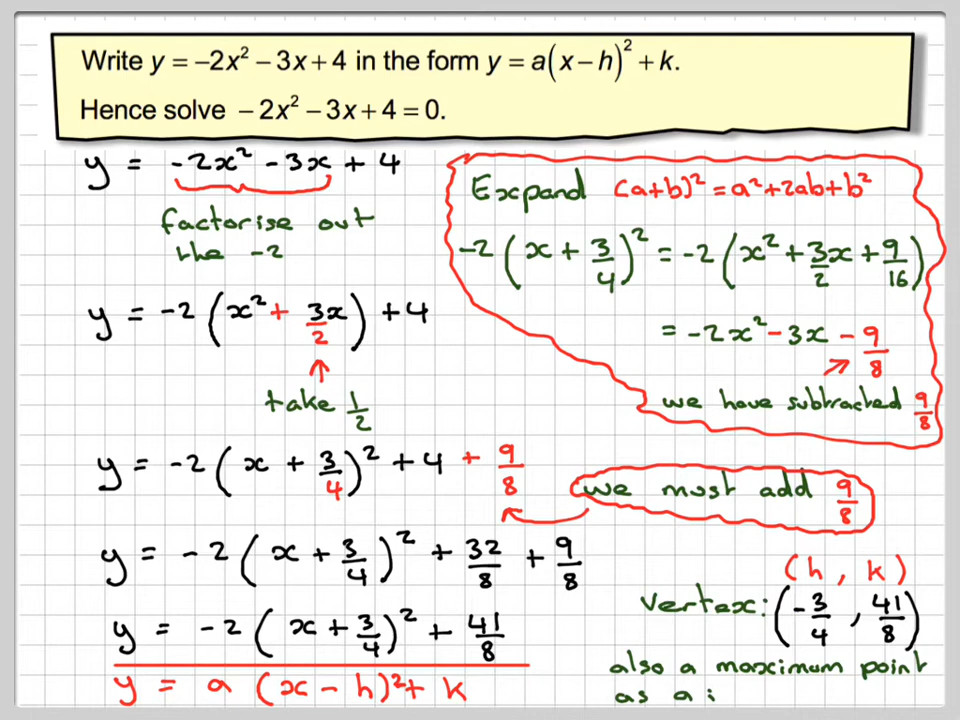 Write y = −2x² − 3x + 4 in the form y = a(x − h)² + k.
Hence solve − 2x² − 3x + 4 = 0.
y = -2x² - 3x + 4
factorise out
the -2
y = -2(x² + 3x/2) + 4
take 1/2
y = -2(x + 3/4)² + 4 + 9/8
y = -2(x + 3/4)² + 32/8 + 9/8
y = -2(x + 3/4)² + 41/8
y = a(x - h)² + k
Expand (a+b)² = a² + 2ab + b²
-2(x + 3/4)² = -2(x² + 3x/2 + 9/16)
= -2x² - 3x - 9/8
we have subtracted 9/8
we must add 9/8
(h, k)
Vertex: (-3/4, 41/8)
also a maximum point
as a i